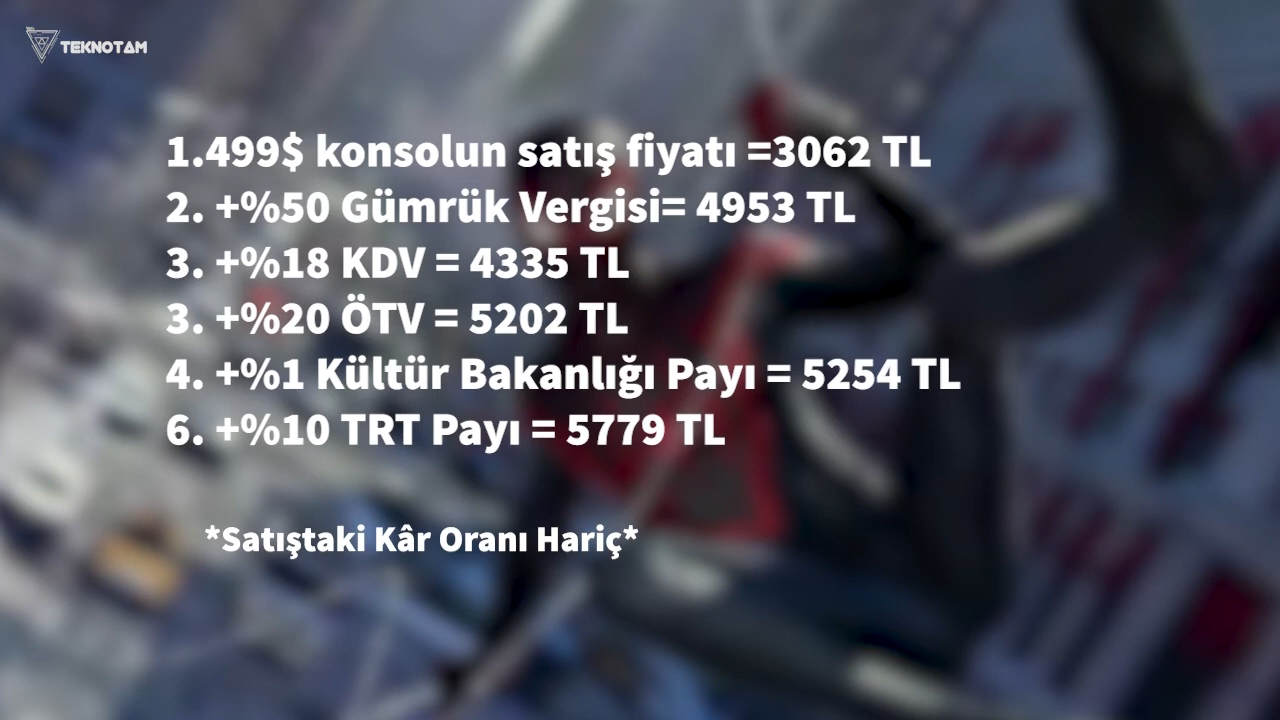 TEKNOTAM
1.499$ konsolun satış fiyatı =3062 TL
2. +%50 Gümrük Vergisi= 4953 TL
3. +%18 KDV = 4335 TL
3. +%20 ÖTV = 5202 TL
4. +%1 Kültür Bakanlığı Payı = 5254 TL
6. +%10 TRT Payı = 5779 TL
*Satıştaki Kâr Oranı Hariç*